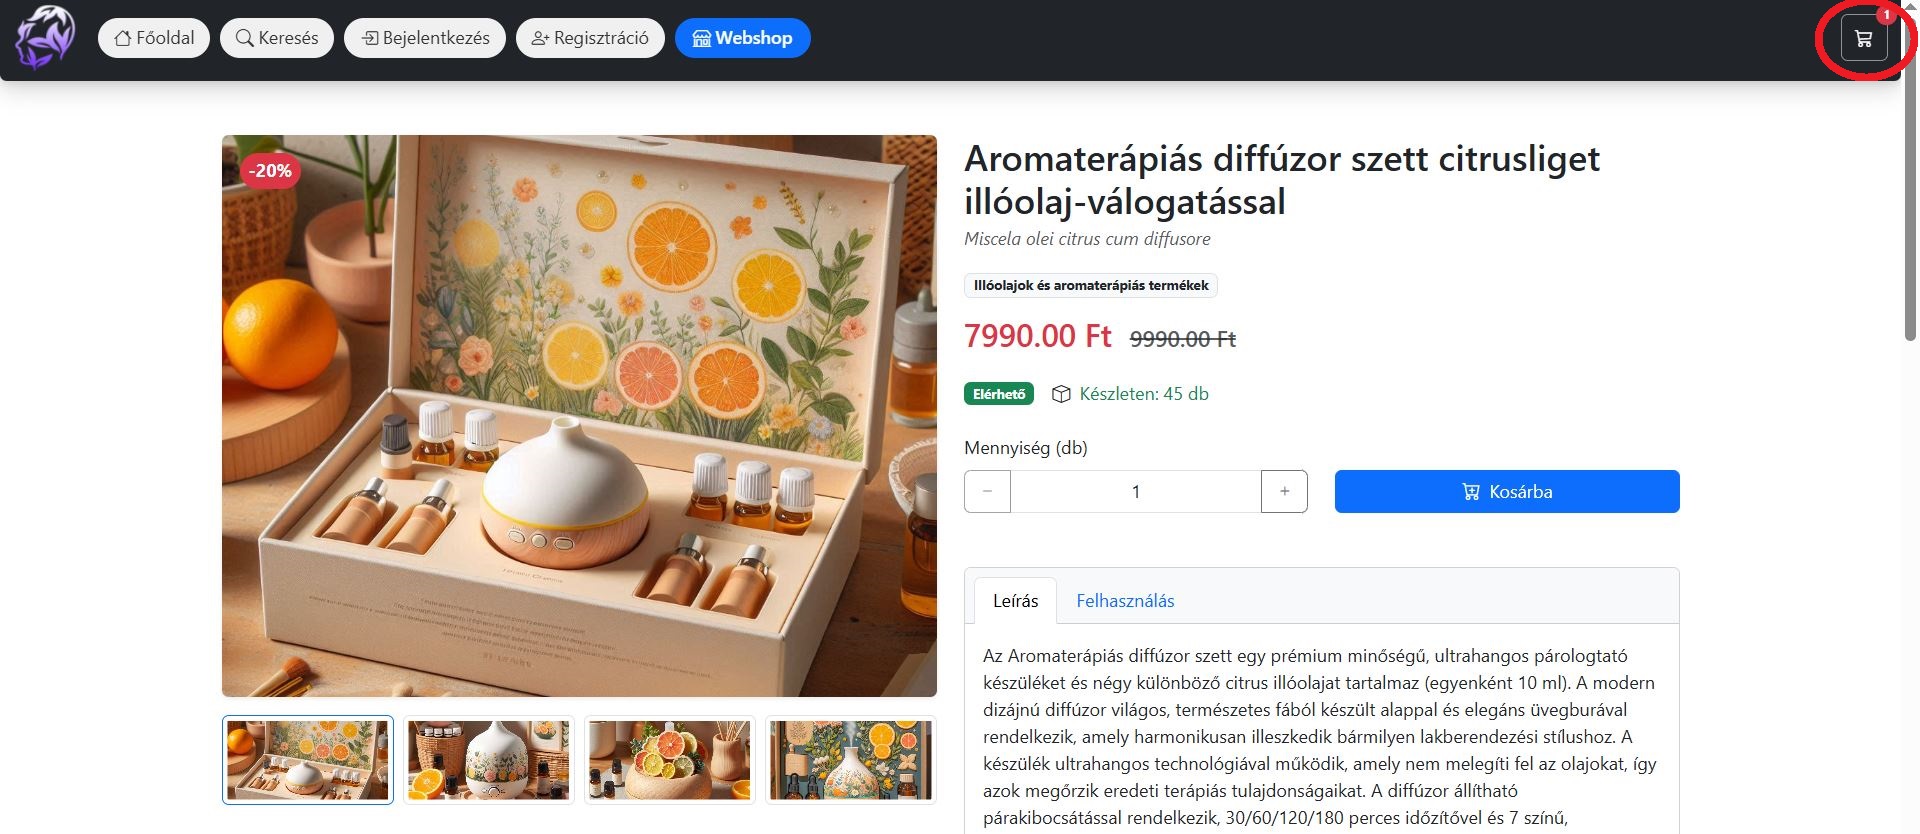 Főoldal
Keresés
Bejelentkezés
Regisztráció
Webshop
1
-20%
Aromaterápiás diffúzor szett citrusliget
illóolaj-válogatással
Miscela olei citrus cum diffusore
Illóolajok és aromaterápiás termékek
7990.00 Ft 9990.00 Ft
Elérhető Készleten: 45 db
Mennyiség (db)
− 1 + Kosárba
Leírás Felhasználás
Az Aromaterápiás diffúzor szett egy prémium minőségű, ultrahangos párologtató
készüléket és négy különböző citrus illóolajat tartalmaz (egyenként 10 ml). A modern
dizájnú diffúzor világos, természetes fából készült alappal és elegáns üvegburával
rendelkezik, amely harmonikusan illeszkedik bármilyen lakberendezési stílushoz. A
készülék ultrahangos technológiával működik, amely nem melegíti fel az olajokat, így
azok megőrzik eredeti terápiás tulajdonságaikat. A diffúzor állítható
párakibocsátással rendelkezik, 30/60/120/180 perces időzítővel és 7 színű,